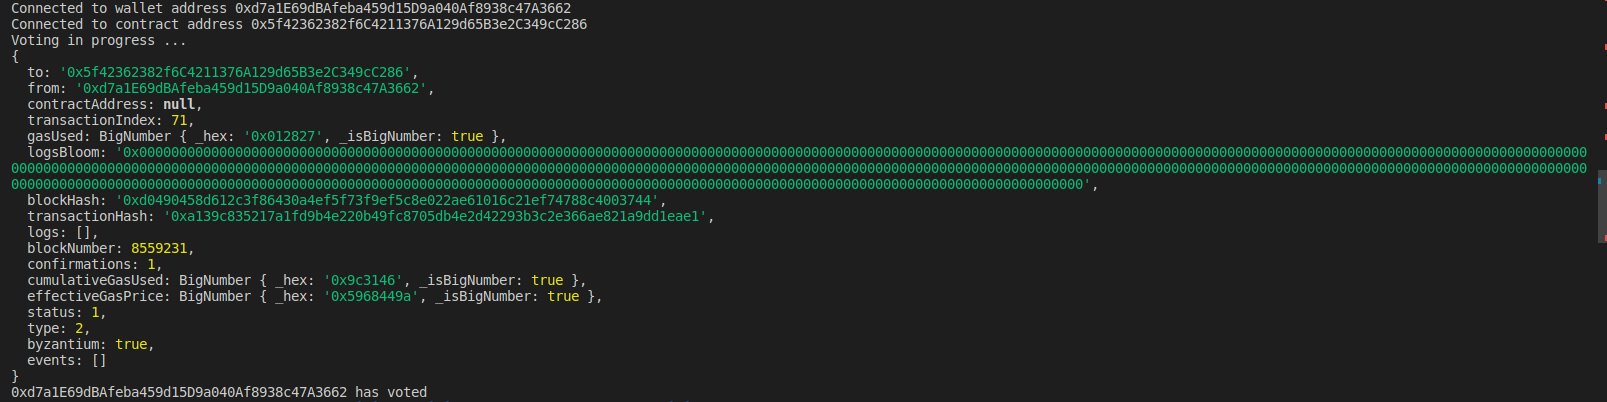 Connected to wallet address 0xd7a1E69dBAfeba459d15D9a040Af8938c47A3662
Connected to contract address 0x5f42362382f6C4211376A129d65B3e2C349cC286
Voting in progress ...
{
  to: '0x5f42362382f6C4211376A129d65B3e2C349cC286',
  from: '0xd7a1E69dBAfeba459d15D9a040Af8938c47A3662',
  contractAddress: null,
  transactionIndex: 71,
  gasUsed: BigNumber { _hex: '0x012827', _isBigNumber: true },
  logsBloom: '0x0000000000000000000000000000000000000000000000000000000000000000000000000000000000000000000000000000000000000000000000000000000000000000000000000000000000000000000000000000000000000
00000000000000000000000000000000000000000000000000000000000000000000000000000000000000000000000000000000000000000000000000000000000000000000000000000000000000000000000000000000000000000000000000000
00000000000000000000000000000000000000000000000000000000000000000000000000000000000000000000000000000000000000000000000000000000000000',
  blockHash: '0xd0490458d612c3f86430a4ef5f73f9ef5c8e022ae61016c21ef74788c4003744',
  transactionHash: '0xa139c835217a1fd9b4e220b49fc8705db4e2d42293b3c2e366ae821a9dd1eae1',
  logs: [],
  blockNumber: 8559231,
  confirmations: 1,
  cumulativeGasUsed: BigNumber { _hex: '0x9c3146', _isBigNumber: true },
  effectiveGasPrice: BigNumber { _hex: '0x5968449a', _isBigNumber: true },
  status: 1,
  type: 2,
  byzantium: true,
  events: []
}
0xd7a1E69dBAfeba459d15D9a040Af8938c47A3662 has voted